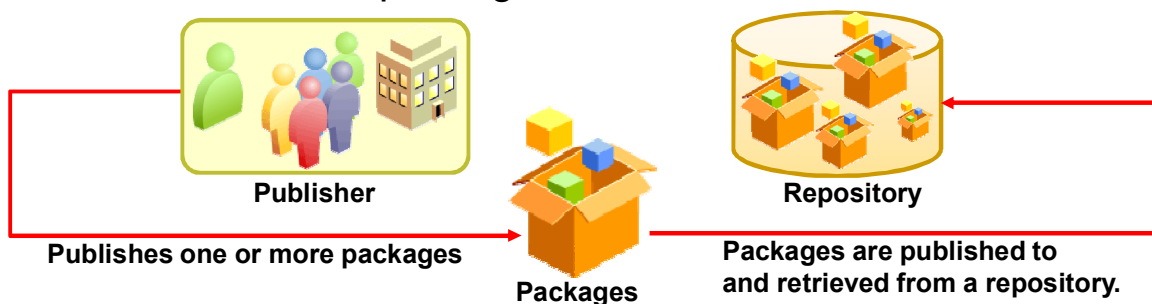 Publisher
Repository
Publishes one or more packages
Packages are published to
and retrieved from a repository.
Packages